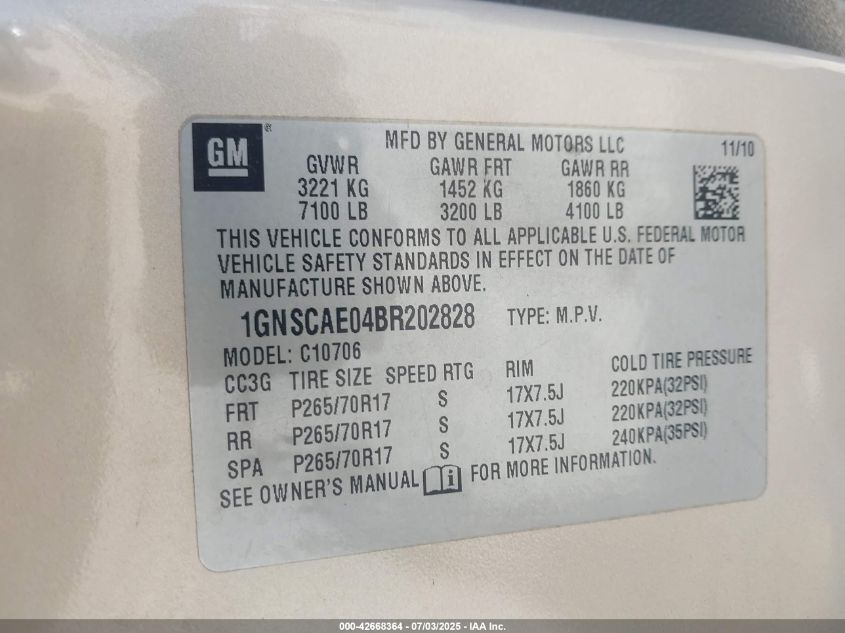 GM ®
MFD BY GENERAL MOTORS LLC 11/10
GVWR GAWR FRT GAWR RR
3221 KG 1452 KG 1860 KG
7100 LB 3200 LB 4100 LB
THIS VEHICLE CONFORMS TO ALL APPLICABLE U.S. FEDERAL MOTOR
VEHICLE SAFETY STANDARDS IN EFFECT ON THE DATE OF
MANUFACTURE SHOWN ABOVE.
1GNSCAE04BR202828 TYPE: M.P.V.
MODEL: C10706
CC3G TIRE SIZE SPEED RTG RIM COLD TIRE PRESSURE
FRT P265/70R17 S 17X7.5J 220KPA(32PSI)
RR P265/70R17 S 17X7.5J 220KPA(32PSI)
SPA P265/70R17 S 17X7.5J 240KPA(35PSI)
SEE OWNER'S MANUAL i FOR MORE INFORMATION.
000-42668364 - 07/03/2025 - IAA Inc.